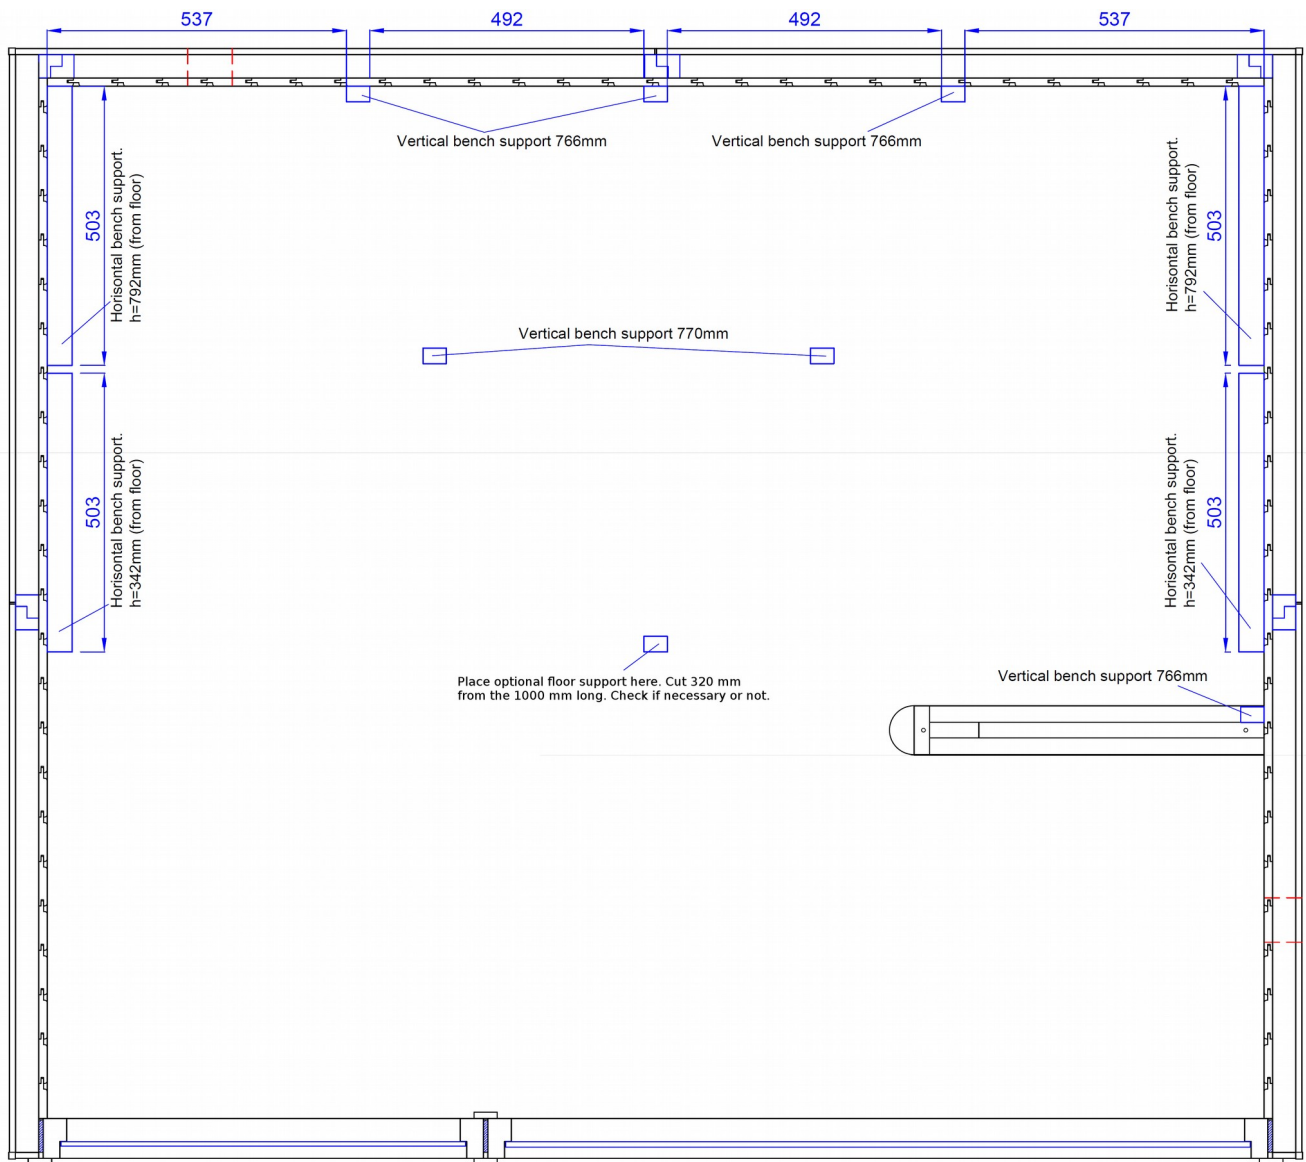 537
492
492
537
Vertical bench support 766mm
Vertical bench support 766mm
Horisontal bench support.
h=792mm (from floor)
503
Horisontal bench support.
h=792mm (from floor)
503
Vertical bench support 770mm
Horisontal bench support.
h=342mm (from floor)
503
Horisontal bench support.
h=342mm (from floor)
503
Place optional floor support here. Cut 320 mm
from the 1000 mm long. Check if necessary or not.
Vertical bench support 766mm